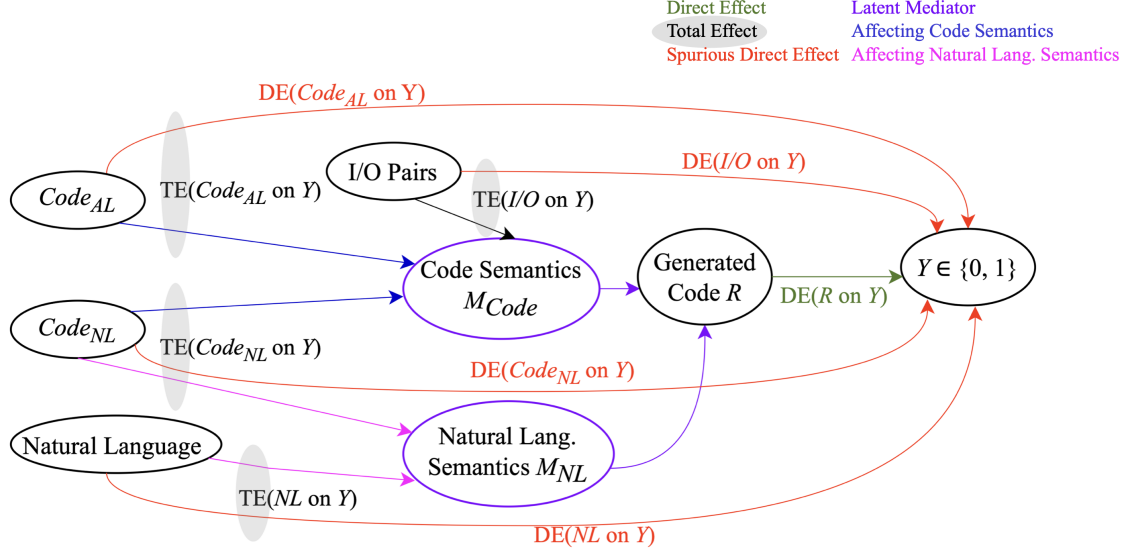 Direct Effect
Latent Mediator
Total Effect
Affecting Code Semantics
Spurious Direct Effect
Affecting Natural Lang. Semantics
DE(Code_AL on Y)
I/O Pairs
DE(I/O on Y)
Code_AL
TE(Code_AL on Y)
TE(I/O on Y)
Code Semantics
M_Code
Generated
Code R
Y ∈ {0, 1}
DE(R on Y)
Code_NL
TE(Code_NL on Y)
DE(Code_NL on Y)
Natural Language
Natural Lang.
Semantics M_NL
TE(NL on Y)
DE(NL on Y)